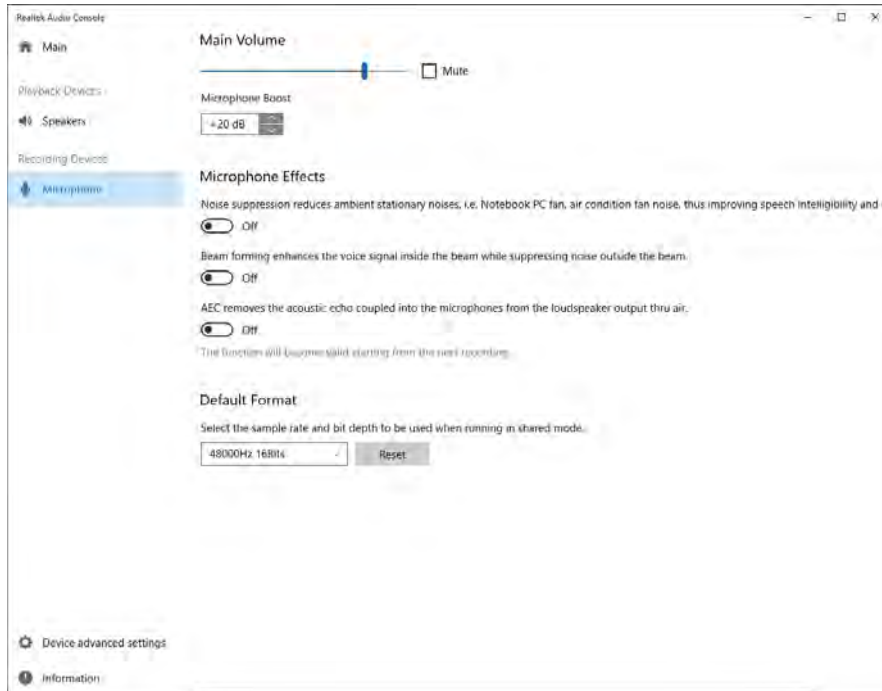 Realtek Audio Console
Main
Playback Devices
Speakers
Recording Devices
Microphone
Main Volume
Mute
Microphone Boost
+20 dB
Microphone Effects
Noise suppression reduces ambient stationary noises, i.e. Notebook PC fan, air condition fan noise, thus improving speech intelligibility and
Off
Beam forming enhances the voice signal inside the beam while suppressing noise outside the beam.
Off
AEC removes the acoustic echo coupled into the microphones from the loudspeaker output thru air.
Off
The function will become valid starting from the next recording.
Default Format
Select the sample rate and bit depth to be used when running in shared mode.
48000Hz 16Bits
Reset
Device advanced settings
Information